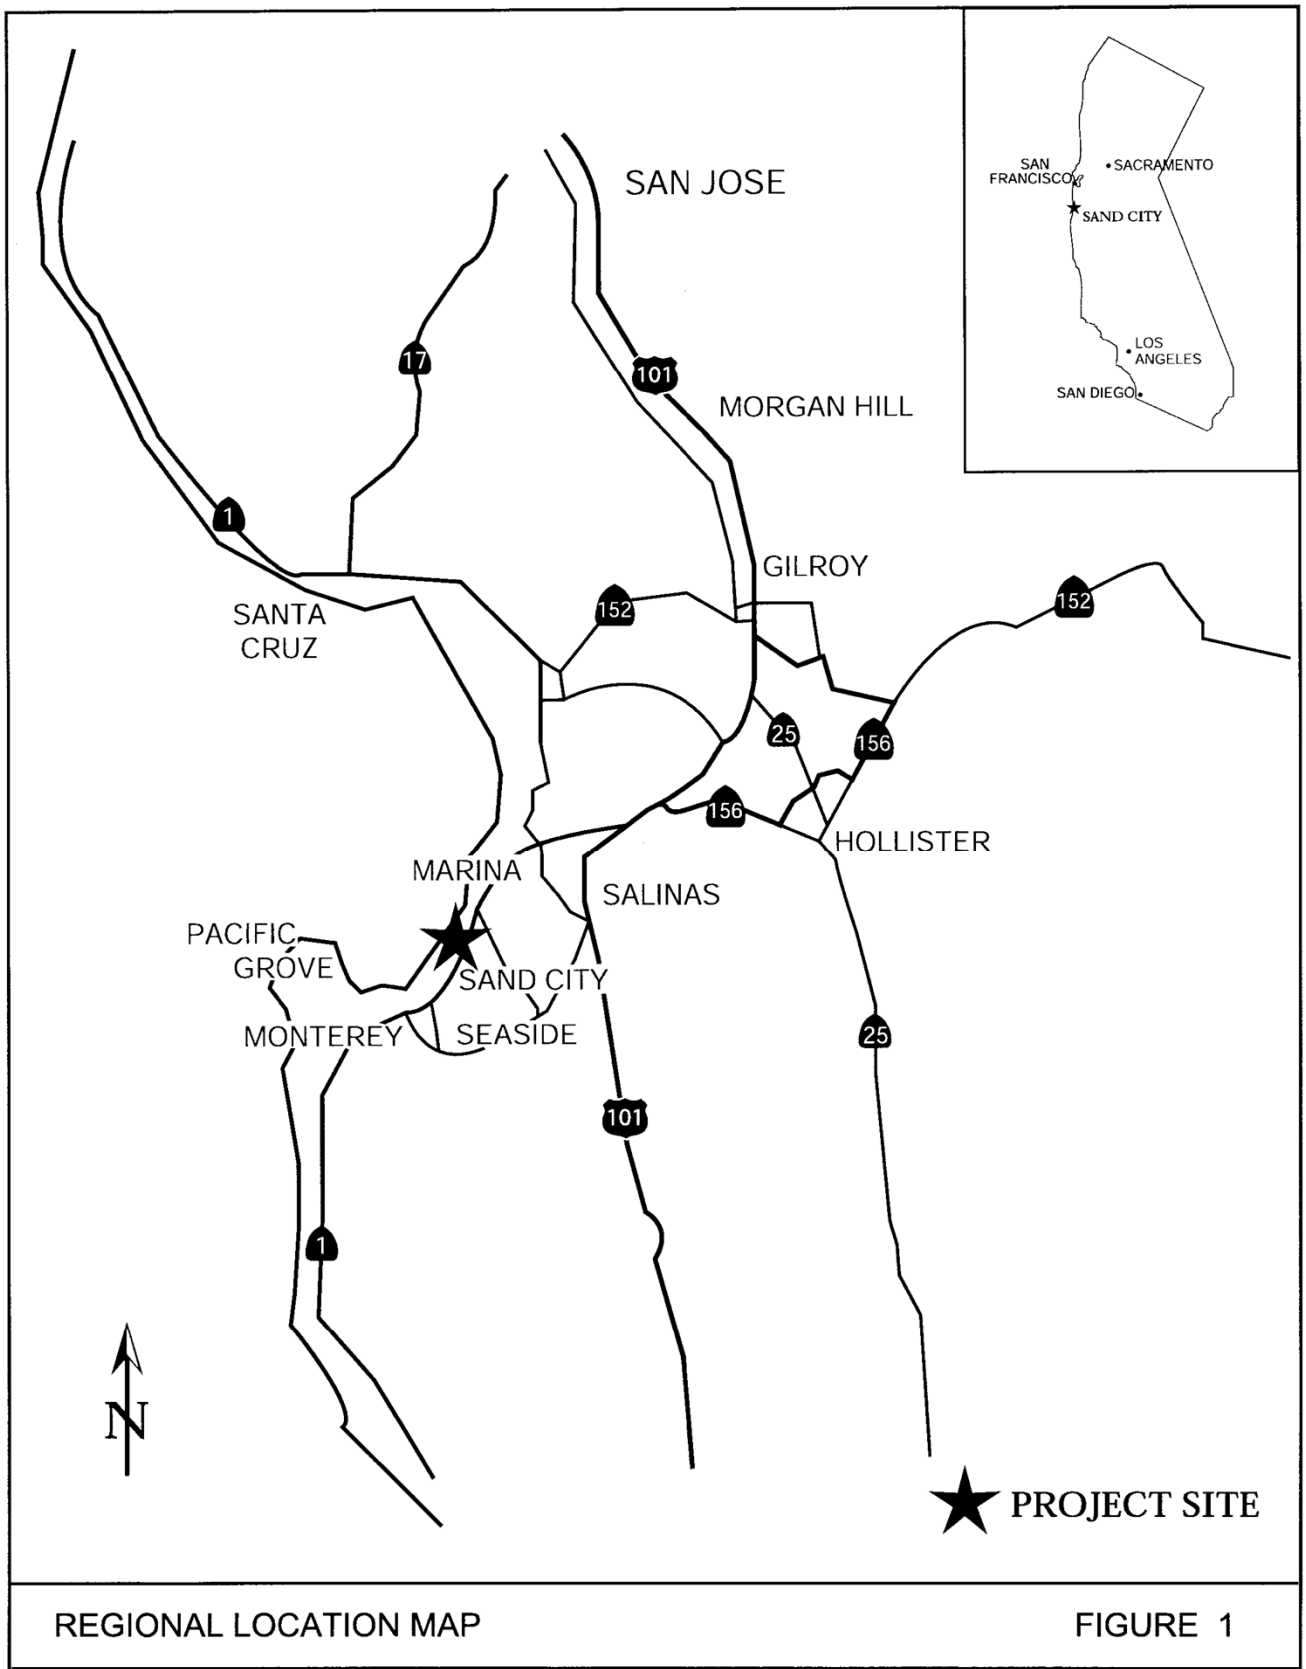 SAN
FRANCISCO
SACRAMENTO
SAND CITY
LOS
ANGELES
SAN DIEGO
SAN JOSE
17
101
MORGAN HILL
1
GILROY
152
152
SANTA
CRUZ
25
156
156
HOLLISTER
MARINA
SALINAS
PACIFIC
GROVE
SAND CITY
MONTEREY
SEASIDE
25
101
1
N
PROJECT SITE
REGIONAL LOCATION MAP
FIGURE 1